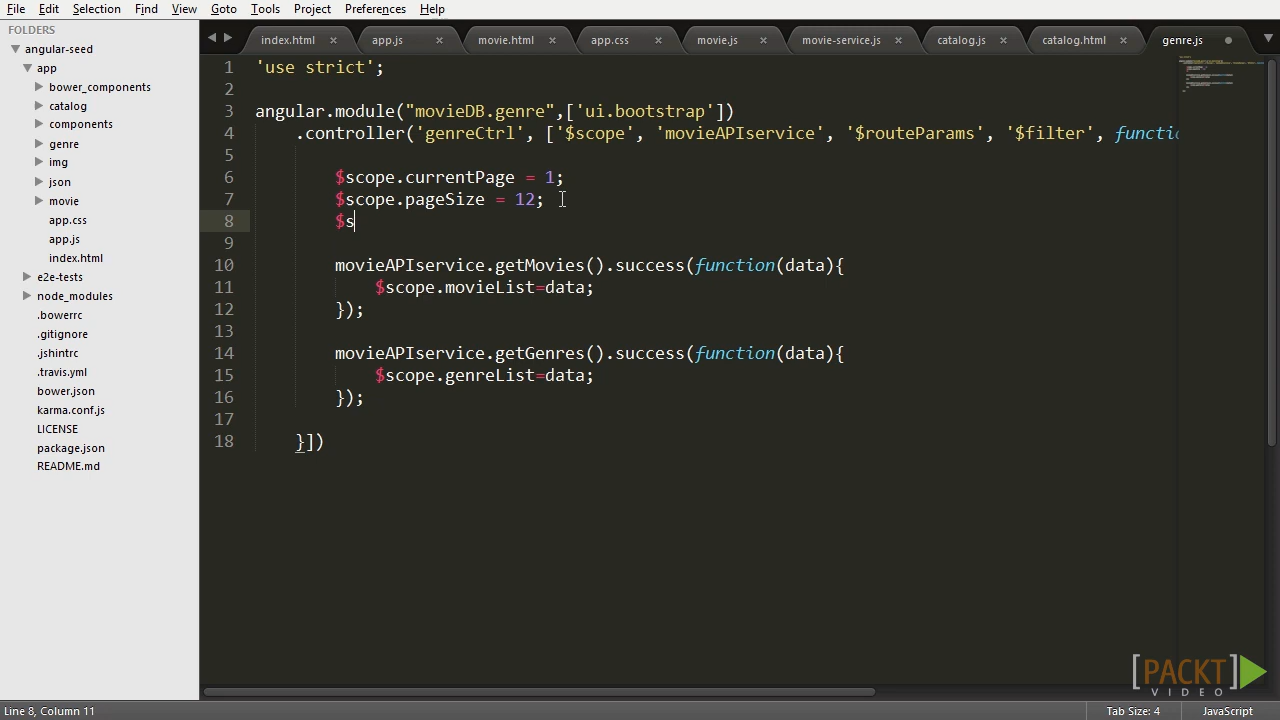 File Edit Selection Find View Goto Tools Project Preferences Help
FOLDERS
angular-seed
app
bower_components
catalog
components
genre
img
json
movie
app.css
app.js
index.html
e2e-tests
node_modules
.bowerrc
.gitignore
.jshintrc
.travis.yml
bower.json
karma.conf.js
LICENSE
package.json
README.md
index.html app.js movie.html app.css movie.js movie-service.js catalog.js catalog.html genre.js
1 'use strict';
2
3 angular.module("movieDB.genre",['ui.bootstrap'])
4 .controller('genreCtrl', ['$scope', 'movieAPIservice', '$routeParams', '$filter', functio
5
6 $scope.currentPage = 1;
7 $scope.pageSize = 12;
8 $s
9
10 movieAPIservice.getMovies().success(function(data){
11 $scope.movieList=data;
12 });
13
14 movieAPIservice.getGenres().success(function(data){
15 $scope.genreList=data;
16 });
17
18 }])
[PACKT]
VIDEO
Line 8, Column 11 Tab Size: 4 JavaScript